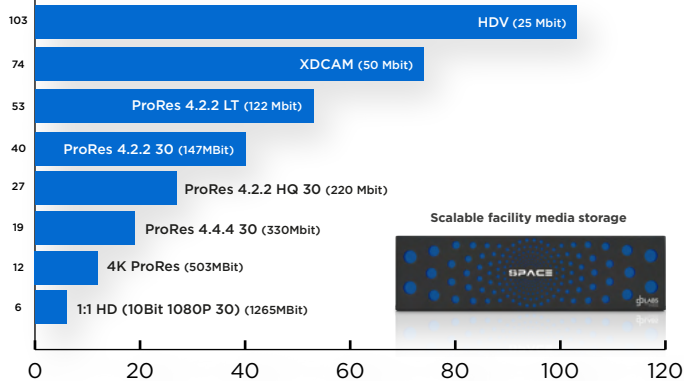 103 HDV (25 Mbit)
74 XDCAM (50 Mbit)
53 ProRes 4.2.2 LT (122 Mbit)
40 ProRes 4.2.2 30 (147MBit)
27 ProRes 4.2.2 HQ 30 (220 Mbit)
19 ProRes 4.4.4 30 (330Mbit)
Scalable facility media storage
12 4K ProRes (503MBit)
SPACE
6 1:1 HD (10Bit 1080P 30) (1265MBit)
gbLABS
0 20 40 60 80 100 120